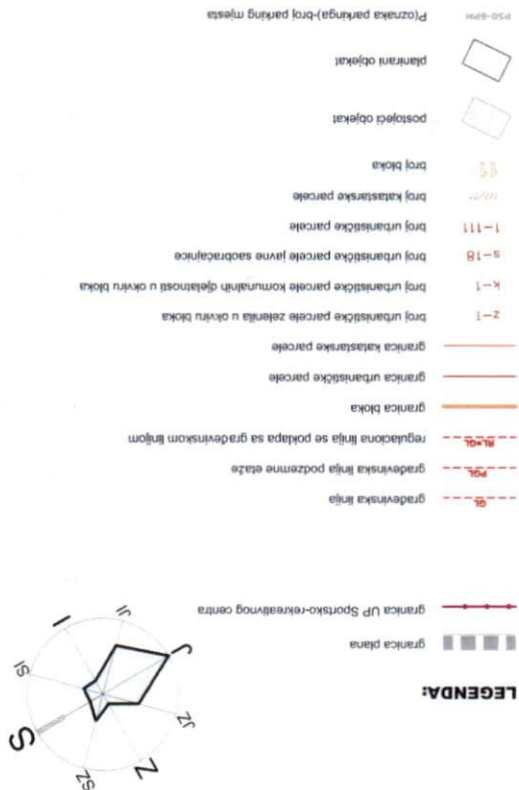 LEGENDA:
granica plana
granica UP Sportsko-rekreativnog centra
S
SI
I
JI
J
JZ
Z
SZ
GL građevinska linija
PGL građevinska linija podzemne etaže
RL=GL regulaciona linija se poklapa sa građevinskom linijom
granica bloka
granica urbanističke parcele
granica katastarske parcele
z-1 broj urbanističke parcele zelenila u okviru bloka
k-1 broj urbanističke parcele komunalnih djelatnosti u okviru bloka
s-18 broj urbanističke parcele javne saobraćajnice
1-111 broj urbanističke parcele
broj katastarske parcele
broj bloka
postojeći objekat
planirani objekat
P(oznaka parkinga)-broj parking mjesta